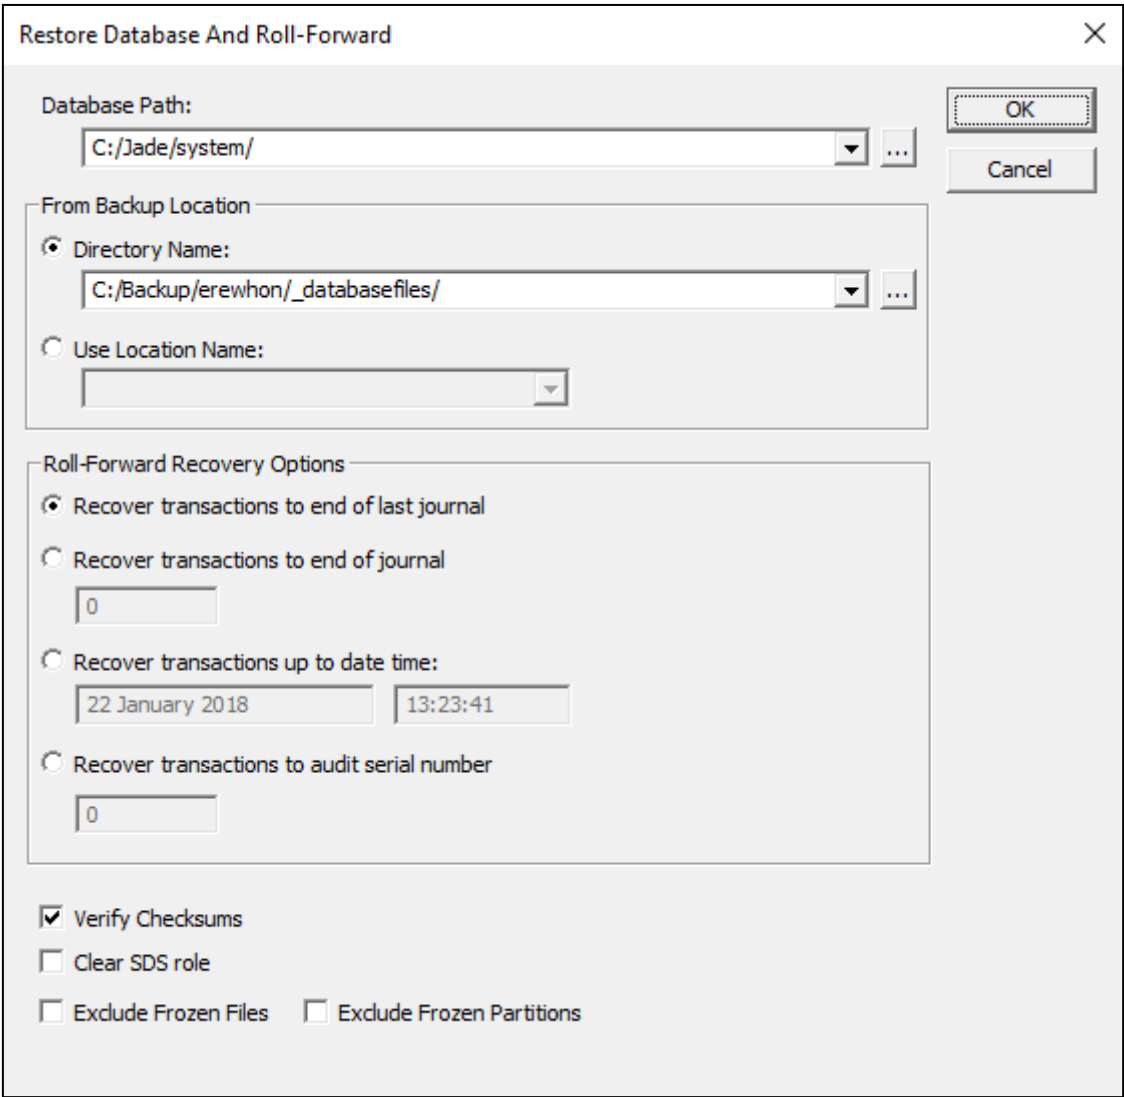 Restore Database And Roll-Forward
Database Path:
OK
C:/Jade/system/
...
Cancel
From Backup Location
Directory Name:
C:/Backup/erewhon/_databasefiles/
...
Use Location Name:
Roll-Forward Recovery Options
Recover transactions to end of last journal
Recover transactions to end of journal
0
Recover transactions up to date time:
22 January 2018 13:23:41
Recover transactions to audit serial number
0
Verify Checksums
Clear SDS role
Exclude Frozen Files Exclude Frozen Partitions